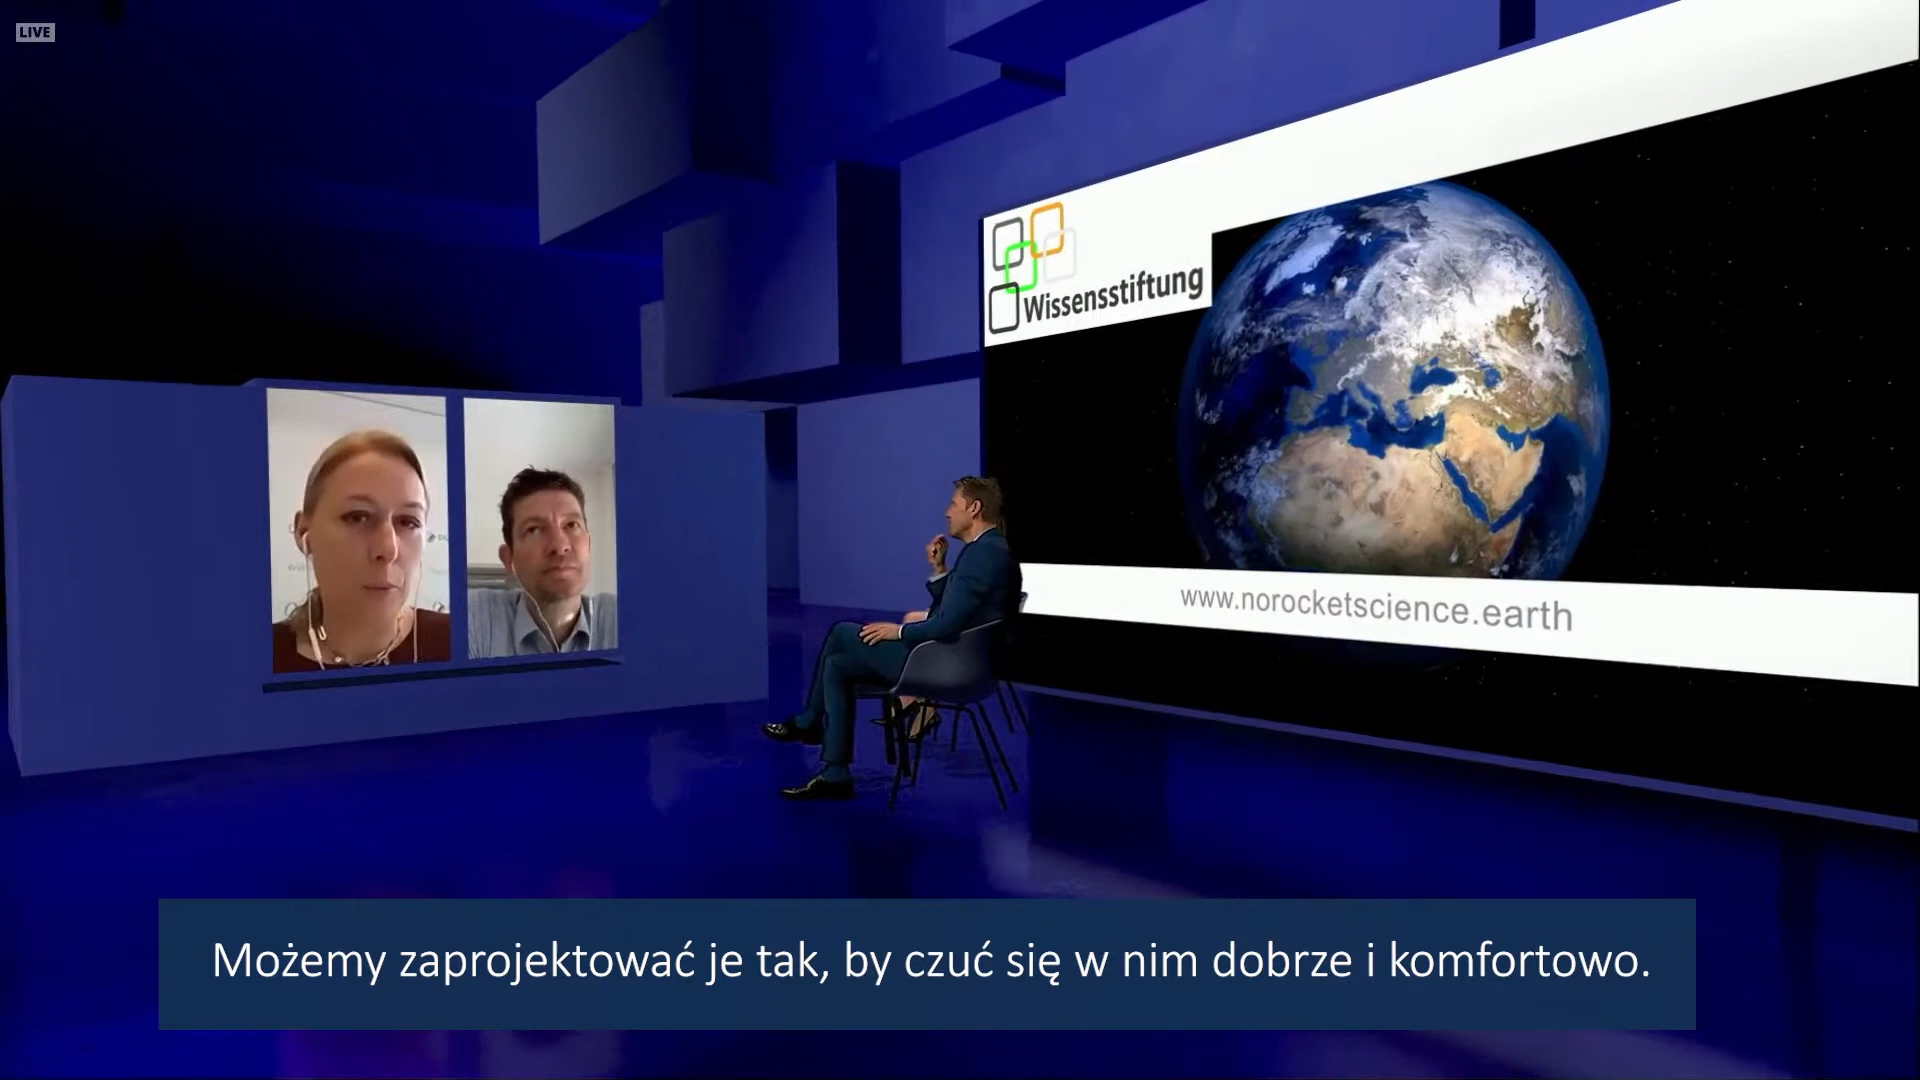 LIVE
Wissensstiftung
www.norocketscience.earth
Możemy zaprojektować je tak, by czuć się w nim dobrze i komfortowo.